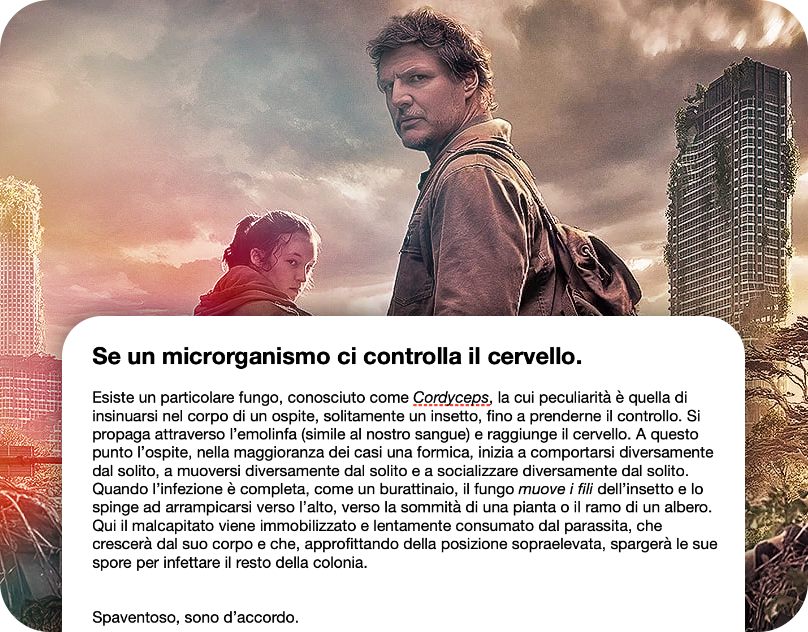 Se un microrganismo ci controlla il cervello.
Esiste un particolare fungo, conosciuto come Cordyceps, la cui peculiarità è quella di
insinuarsi nel corpo di un ospite, solitamente un insetto, fino a prenderne il controllo. Si
propaga attraverso l’emolinfa (simile al nostro sangue) e raggiunge il cervello. A questo
punto l’ospite, nella maggioranza dei casi una formica, inizia a comportarsi diversamente
dal solito, a muoversi diversamente dal solito e a socializzare diversamente dal solito.
Quando l’infezione è completa, come un burattinaio, il fungo muove i fili dell’insetto e lo
spinge ad arrampicarsi verso l’alto, verso la sommità di una pianta o il ramo di un albero.
Qui il malcapitato viene immobilizzato e lentamente consumato dal parassita, che
crescerà dal suo corpo e che, approfittando della posizione sopraelevata, spargerà le sue
spore per infettare il resto della colonia.
Spaventoso, sono d’accordo.